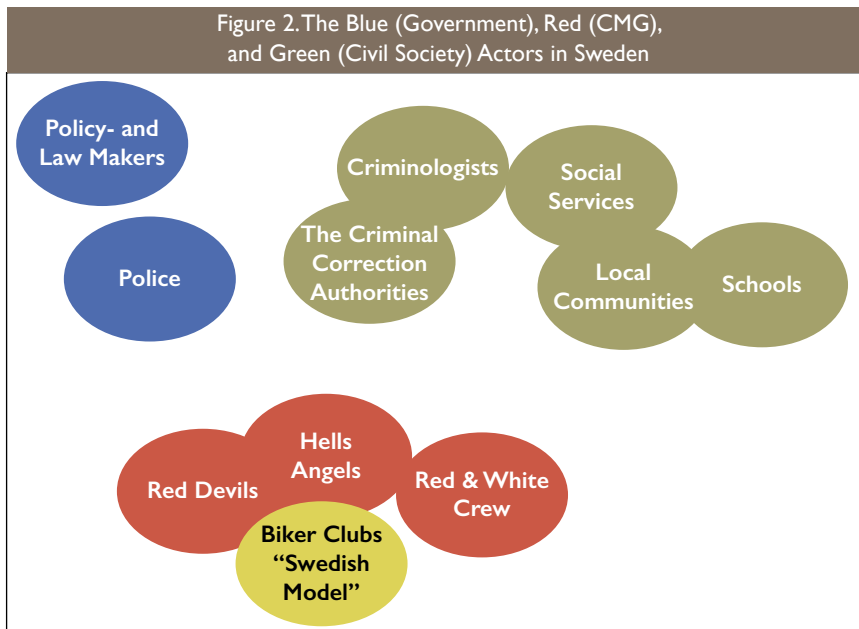 Figure 2. The Blue (Government), Red (CMG),
and Green (Civil Society) Actors in Sweden
Policy- and
Law Makers
Police
Criminologists
The Criminal
Correction
Authorities
Social
Services
Local
Communities
Schools
Hells
Angels
Red Devils
Red & White
Crew
Biker Clubs
“Swedish
Model”